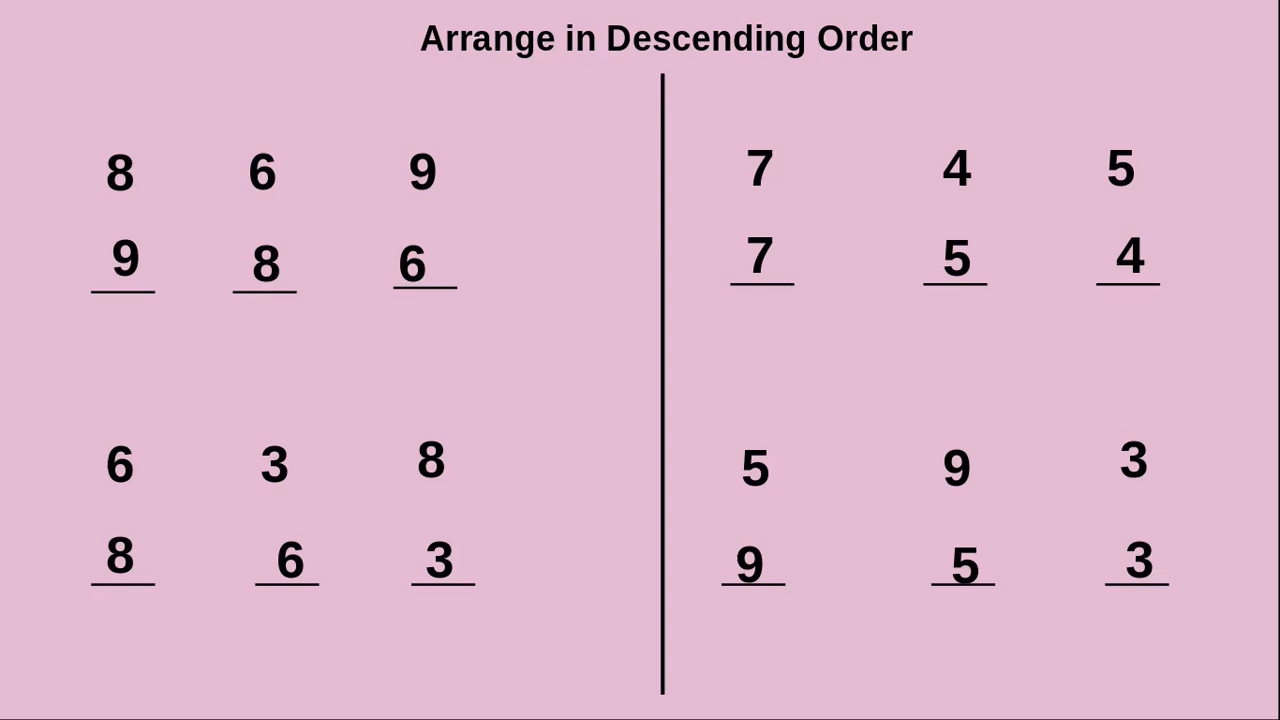 Arrange in Descending Order
8 6 9
9 8 6
6 3 8
8 6 3
7 4 5
7 5 4
5 9 3
9 5 3